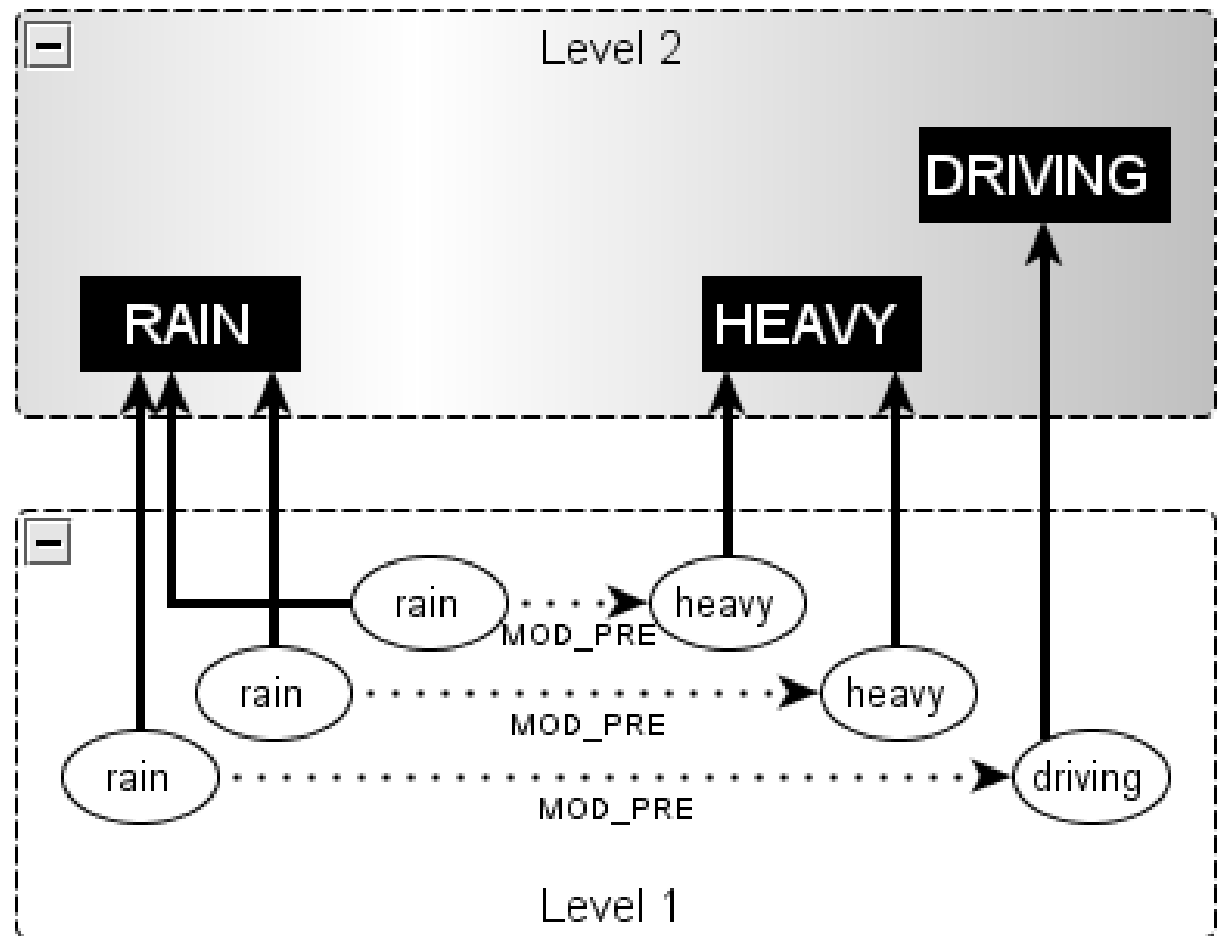 Level 2
DRIVING
RAIN
HEAVY
rain
heavy
MOD_PRE
rain
heavy
MOD_PRE
rain
driving
MOD_PRE
Level 1